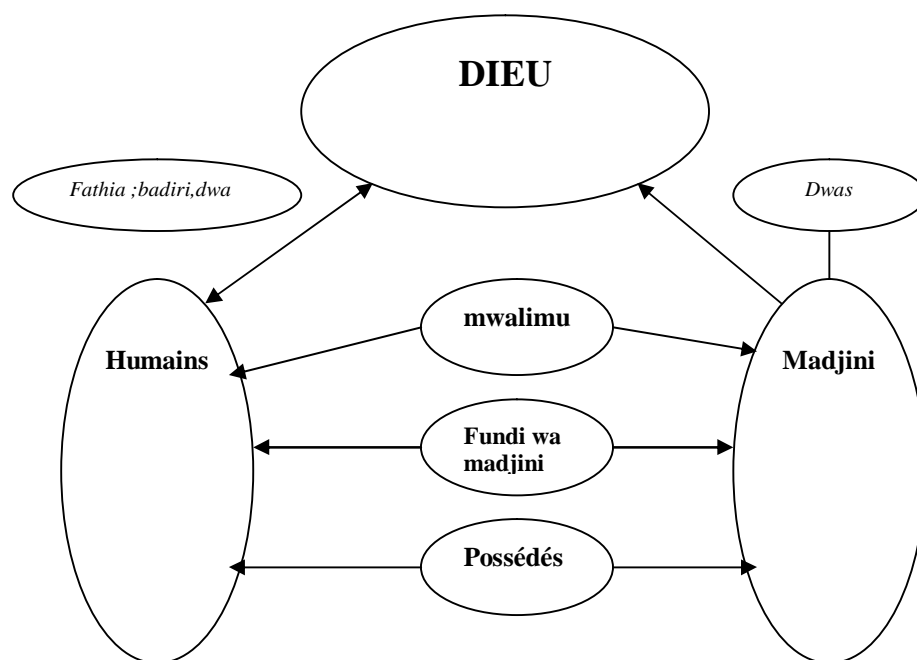 DIEU
Fathia ;badiri,dwa
Dwas
mwalimu
Humains
Madjini
Fundi wa
madjini
Possédés